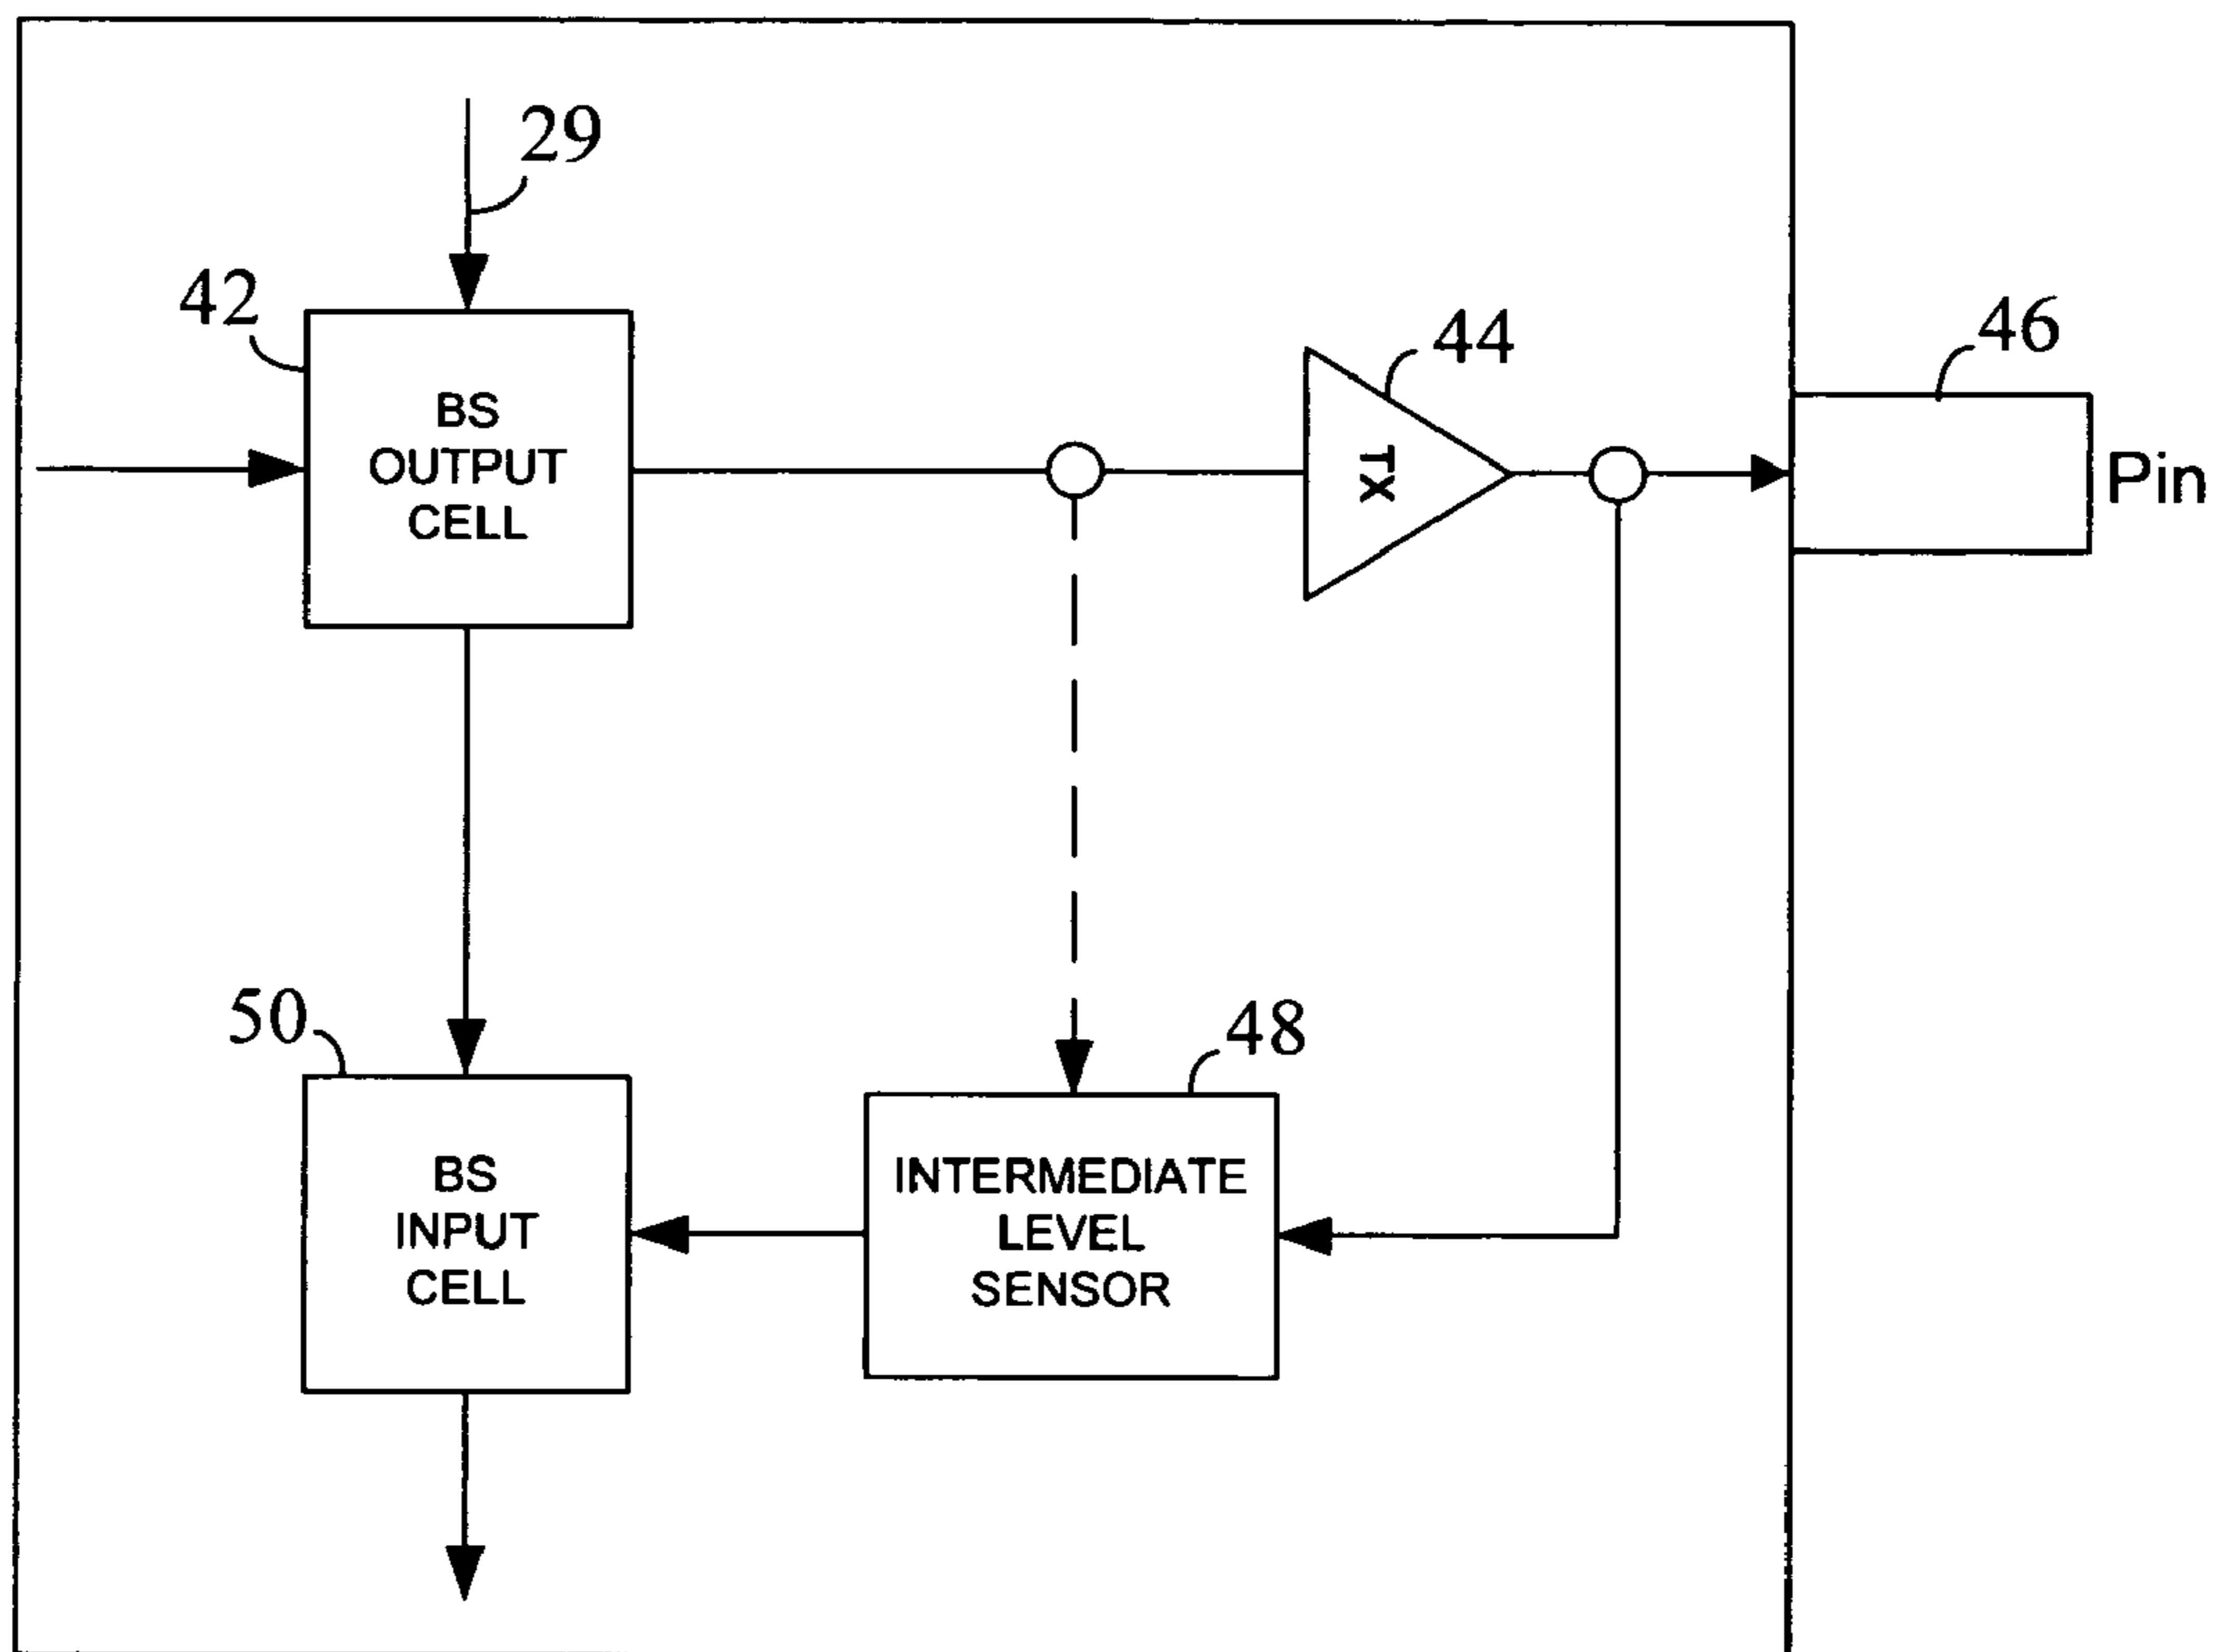 29
42
BS
OUTPUT
CELL
44
TX
46
Pin
50
BS
INPUT
CELL
48
INTERMEDIATE
LEVEL
SENSOR